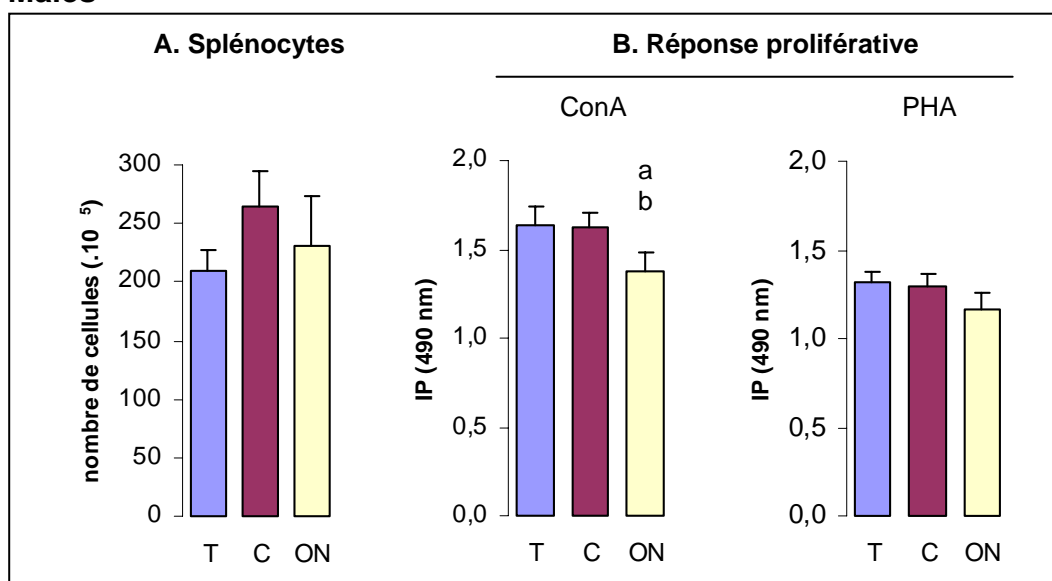 Mâles
A. Splénocytes
B. Réponse proliférative
ConA
PHA
nombre de cellules (.10 5)
300
250
200
150
100
50
0
T C ON
IP (490 nm)
2,0
1,5
1,0
0,5
0,0
a
b
T C ON
IP (490 nm)
2,0
1,5
1,0
0,5
0,0
T C ON